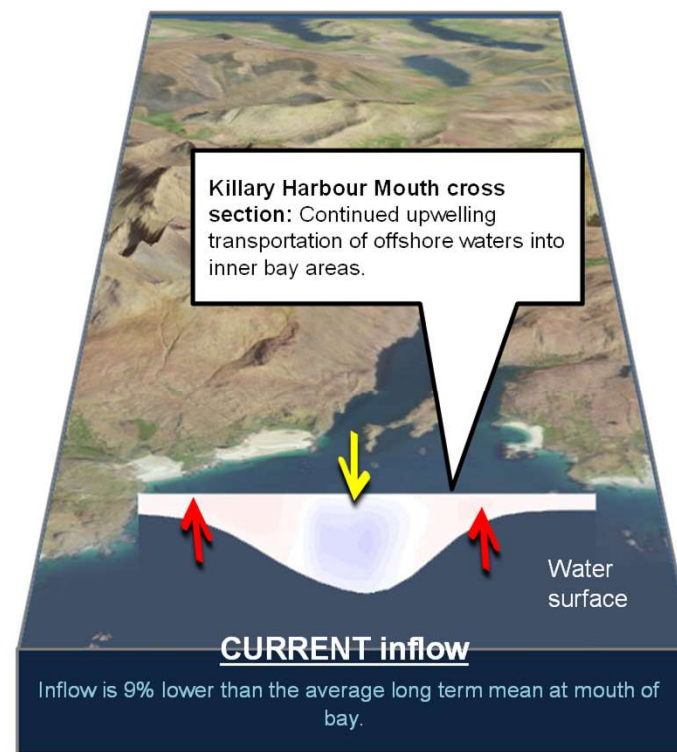 Killary Harbour Mouth cross
section: Continued upwelling
transportation of offshore waters into
inner bay areas.
Water
surface
CURRENT inflow
Inflow is 9% lower than the average long term mean at mouth of
bay.